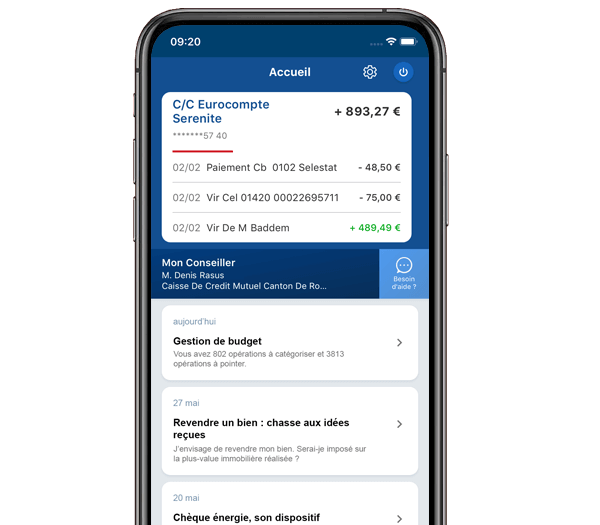 09:20
Accueil
C/C Eurocompte
Serenite
+ 893,27 €
*******57 40
02/02 Paiement Cb 0102 Selestat - 48,50 €
02/02 Vir Cel 01420 00022695711 - 75,00 €
02/02 Vir De M Baddem + 489,49 €
Mon Conseiller
M. Denis Rasus
Caisse De Credit Mutuel Canton De Ro...
Besoin
d'aide ?
aujourd'hui
Gestion de budget
Vous avez 802 opérations à catégoriser et 3813
opérations à pointer.
27 mai
Revendre un bien : chasse aux idées
reçues
J'envisage de revendre mon bien. Serai-je imposé sur
la plus-value immobilière réalisée ?
20 mai
Chèque énergie, son dispositif